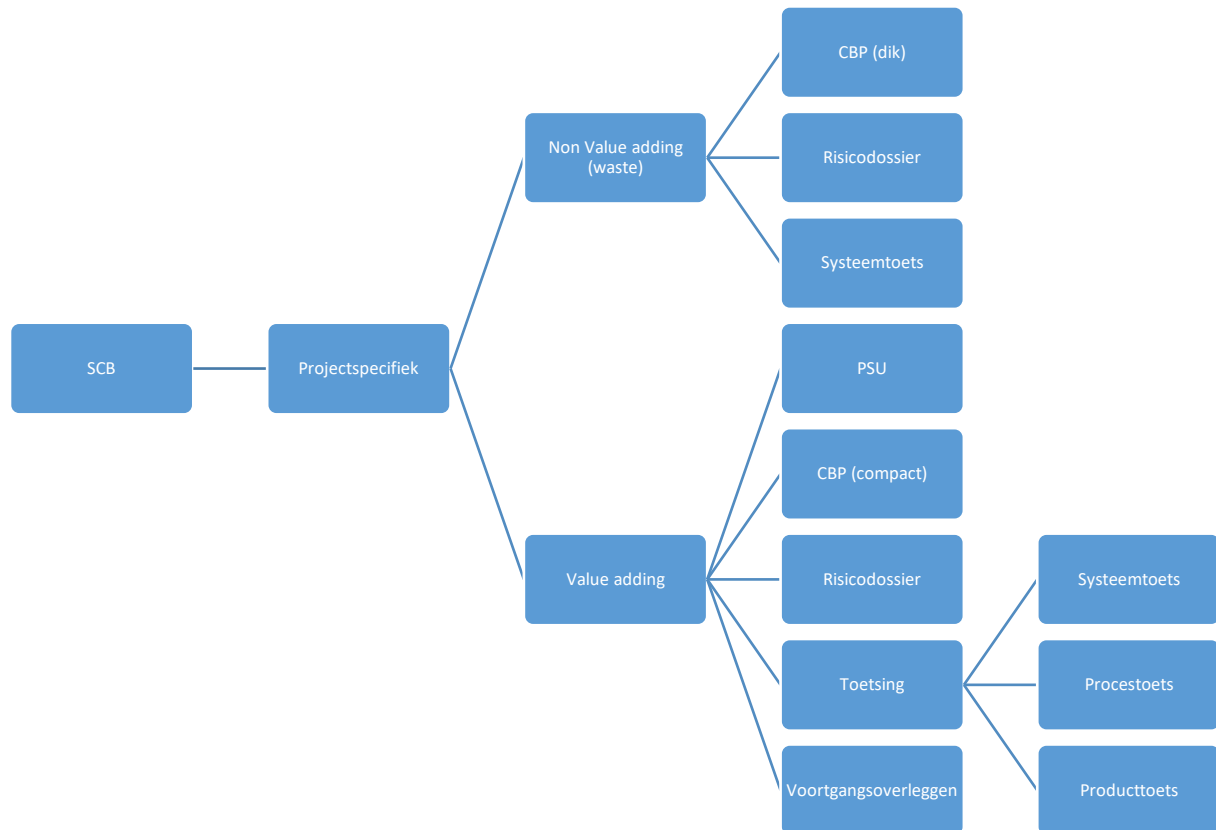 CBP (dik)
Non Value adding
(waste)
Risicodossier
Systeemtoets
SCB
Projectspecifiek
PSU
CBP (compact)
Value adding
Risicodossier
Systeemtoets
Toetsing
Procestoets
Voortgangsoverleggen
Producttoets